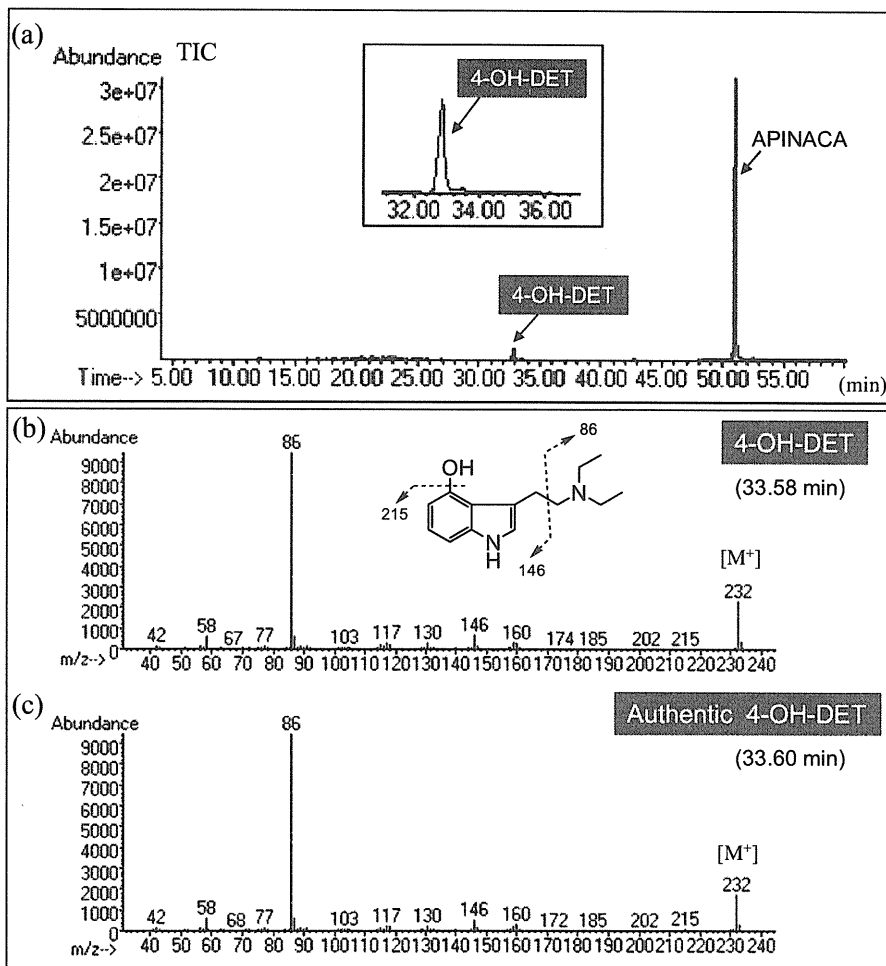 (a)
Abundance TIC
3e+07
2.5e+07
2e+07
1.5e+07
1e+07
5000000
Time--> 5.00 10.00 15.00 20.00 25.00 30.00 35.00 40.00 45.00 50.00 55.00 (min)
4-OH-DET
32.00 34.00 36.00
4-OH-DET
APINACA
(b)
Abundance
9000
8000
7000
6000
5000
4000
3000
2000
1000
0
m/z--> 40 50 60 70 80 90 100 110 120 130 140 150 160 170 180 190 200 210 220 230 240
42 58 67 77 86 103 117 130 146 160 174 185 202 215 232
[M+]
OH
N
N
H
86
215
146
4-OH-DET
(33.58 min)
(c)
Abundance
9000
8000
7000
6000
5000
4000
3000
2000
1000
0
m/z--> 40 50 60 70 80 90 100 110 120 130 140 150 160 170 180 190 200 210 220 230 240
42 58 68 77 86 103 117 130 146 160 172 185 202 215 232
[M+]
Authentic 4-OH-DET
(33.60 min)